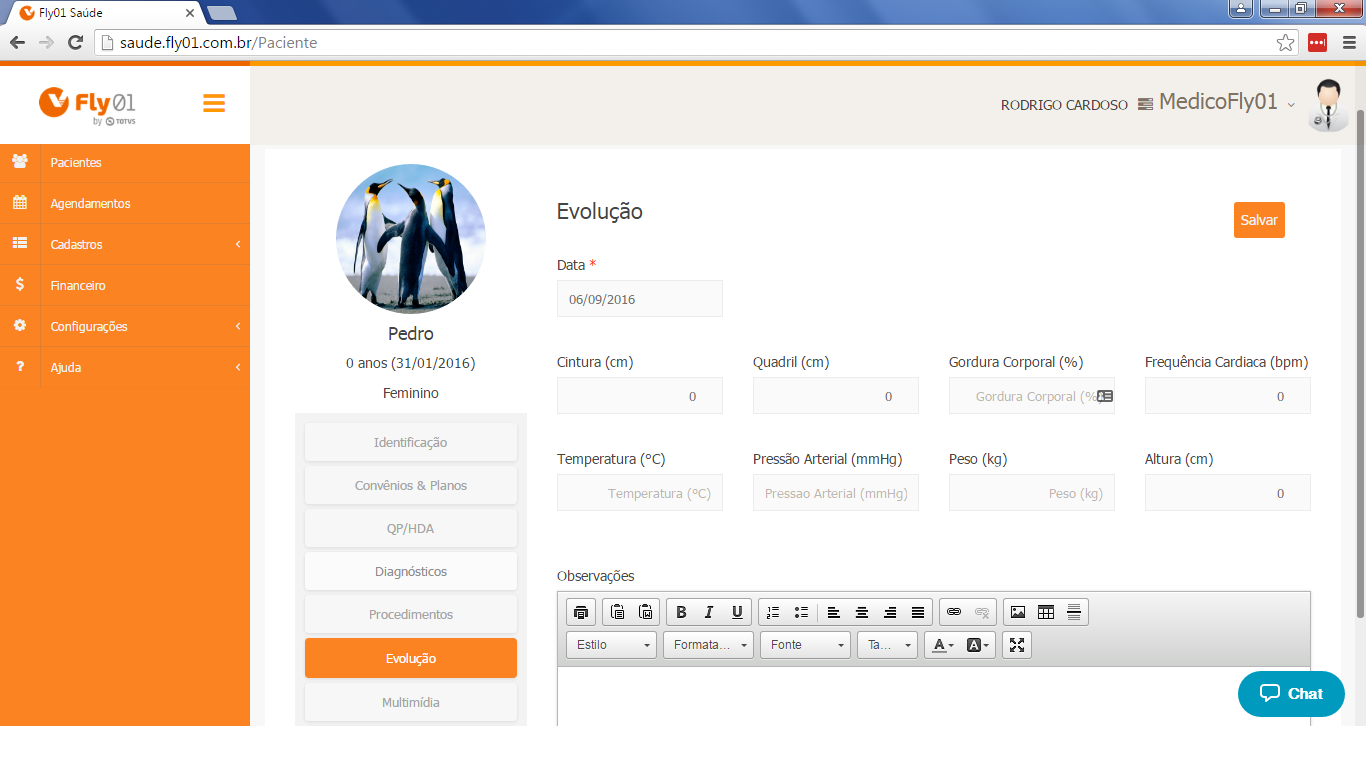 Fly01 Saúde
saude.fly01.com.br/Paciente
Fly01
by TOTVS
RODRIGO CARDOSO MedicoFly01
Pacientes
Agendamentos
Cadastros
Financeiro
Configurações
Ajuda
Pedro
0 anos (31/01/2016)
Feminino
Identificação
Convênios & Planos
QP/HDA
Diagnósticos
Procedimentos
Evolução
Multimídia
Evolução
Salvar
Data *
06/09/2016
Cintura (cm) Quadril (cm) Gordura Corporal (%) Frequência Cardiaca (bpm)
0 0 Gordura Corporal (% 0
Temperatura (°C) Pressão Arterial (mmHg) Peso (kg) Altura (cm)
Temperatura (°C) Pressao Arterial (mmHg) Peso (kg) 0
Observações
B I U
Estilo Formata... Fonte Ta... A A
Chat